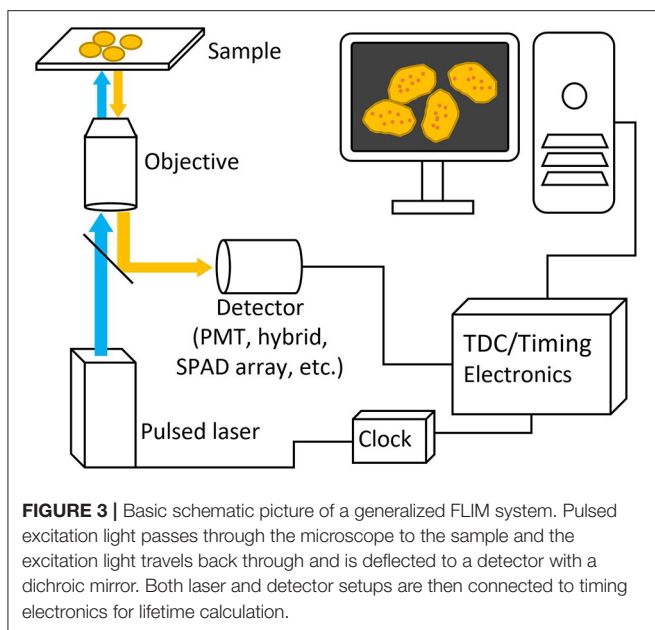 Sample
Objective
Detector
(PMT, hybrid,
SPAD array, etc.)
TDC/Timing
Electronics
Pulsed laser
Clock
FIGURE 3 | Basic schematic picture of a generalized FLIM system. Pulsed
excitation light passes through the microscope to the sample and the
excitation light travels back through and is deflected to a detector with a
dichroic mirror. Both laser and detector setups are then connected to timing
electronics for lifetime calculation.